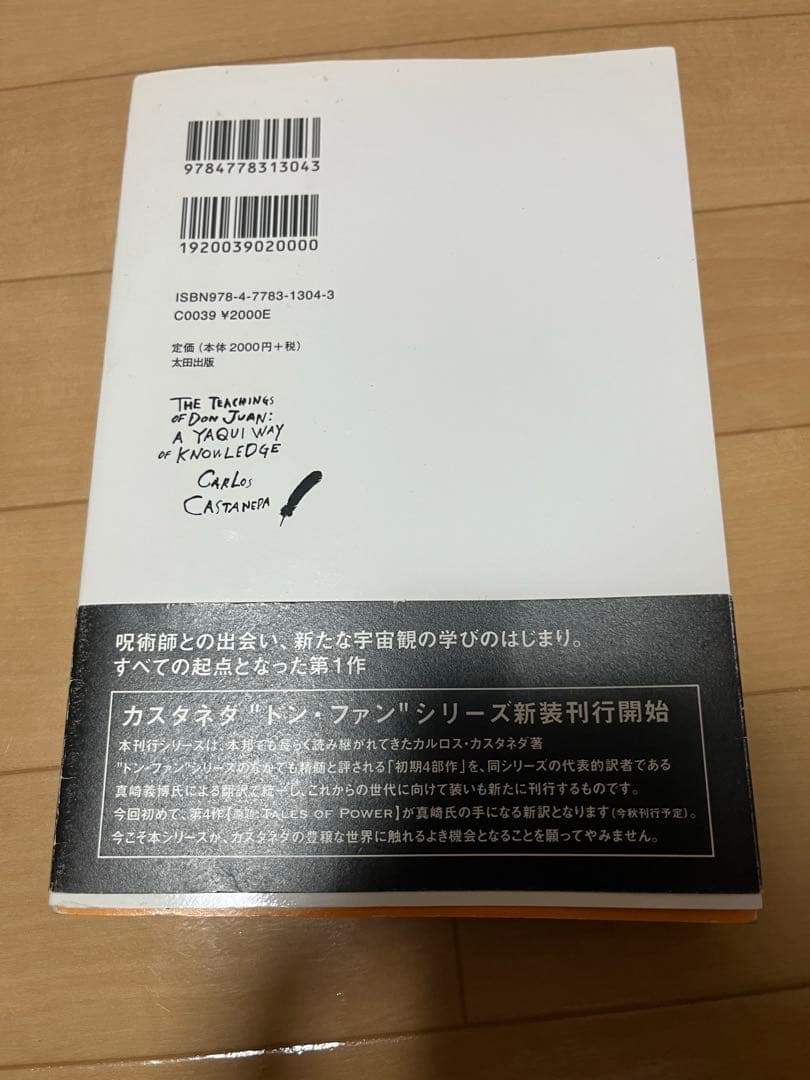 9784778313043
1920039020000
ISBN978-4-7783-1304-3
C0039 ¥2000E
定価(本体2000円+税)
太田出版
THE TEACHINGS
OF DON JUAN:
A YAQUI WAY
OF KNOWLEDGE
CARLOS
CASTANEDA
呪術師との出会い、新たな宇宙観の学びのはじまり。
すべての起点となった第1作
カスタネダ"ドン・ファン"シリーズ新装刊行開始
本刊行シリーズは、本邦でも長らく読み継がれてきたカルロス・カスタネダ著
"ドン・ファン"シリーズのなかでも精髄と評される「初期4部作」を、同シリーズの代表的訳者である
真崎義博氏による翻訳で統一し、これからの世代に向けて装いも新たに刊行するものです。
今回初めて、第4作【原題:TALES OF POWER】が真崎氏の手になる新訳となります(今秋刊行予定)。
今こそ本シリーズが、カスタネダの豊穣な世界に触れるよき機会となることを願ってやみません。